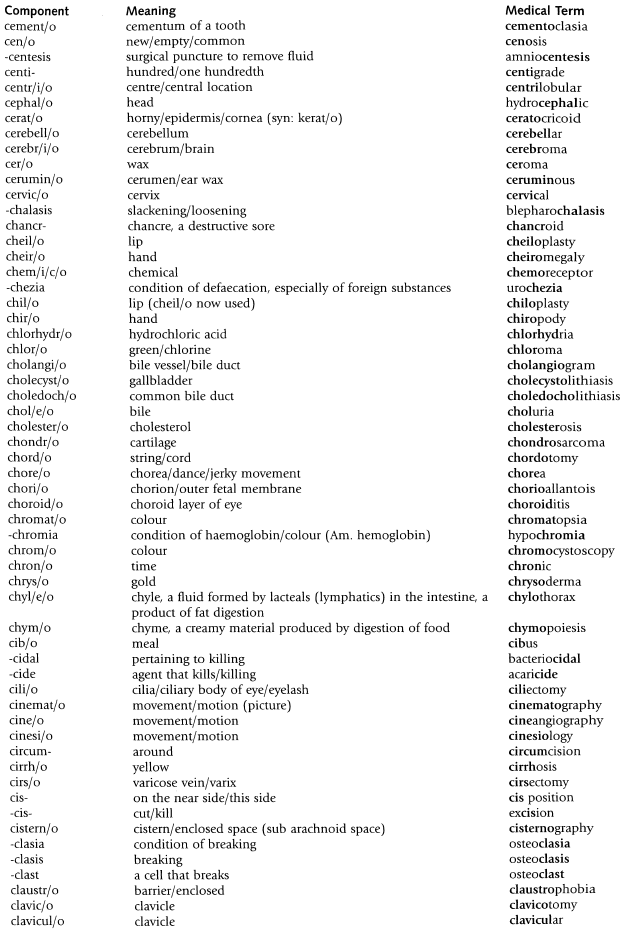 Component Meaning Medical Term
cement/o cementum of a tooth cementoclasia
cen/o new/empty/common cenosis
-centesis surgical puncture to remove fluid amniocentesis
centi- hundred/one hundredth centigrade
centr/i/o centre/central location centrilobular
cephal/o head hydrocephalic
cerat/o horny/epidermis/cornea (syn: kerat/o) ceratocricoid
cerebell/o cerebellum cerebellar
cerebr/i/o cerebrum/brain cerebroma
cer/o wax ceroma
cerumin/o cerumen/ear wax ceruminous
cervic/o cervix cervical
-chalasis slackening/loosening blepharochalasis
chancr- chancre, a destructive sore chancroid
cheil/o lip cheiloplasty
cheir/o hand cheiromegaly
chem/i/c/o chemical chemoreceptor
-chezia condition of defaecation, especially of foreign substances urochezia
chil/o lip (cheil/o now used) chiloplasty
chir/o hand chiropody
chlorhydr/o hydrochloric acid chlorhydria
chlor/o green/chlorine chloroma
cholangi/o bile vessel/bile duct cholangiogram
cholecyst/o gallbladder cholecystolithiasis
choledoch/o common bile duct choledocholithiasis
chol/e/o bile choluria
cholester/o cholesterol cholesterosis
chondr/o cartilage chondrosarcoma
chord/o string/cord chordotomy
chore/o chorea/dance/jerky movement chorea
chori/o chorion/outer fetal membrane chorioallantois
choroid/o choroid layer of eye choroiditis
chromat/o colour chromatopsia
-chromia condition of haemoglobin/colour (Am. hemoglobin) hypochromia
chrom/o colour chromocystoscopy
chron/o time chronic
chrys/o gold chrysoderma
chyl/e/o chyle, a fluid formed by lacteals (lymphatics) in the intestine, a chylothorax
product of fat digestion
chym/o chyme, a creamy material produced by digestion of food chymopoiesis
cib/o meal cibus
-cidal pertaining to killing bacteriocidal
-cide agent that kills/killing acaricide
cili/o cilia/ciliary body of eye/eyelash ciliectomy
cinemat/o movement/motion (picture) cinematography
cine/o movement/motion cineangiography
cinesi/o movement/motion cinesiology
circum- around circumcision
cirrh/o yellow cirrhosis
cirs/o varicose vein/varix cirsectomy
cis- on the near side/this side cis position
-cis- cut/kill excision
cistern/o cistern/enclosed space (sub arachnoid space) cisternography
-clasia condition of breaking osteoclasia
-clasis breaking osteoclasis
-clast a cell that breaks osteoclast
claustr/o barrier/enclosed claustrophobia
clavic/o clavicle clavicotomy
clavicul/o clavicle clavicular